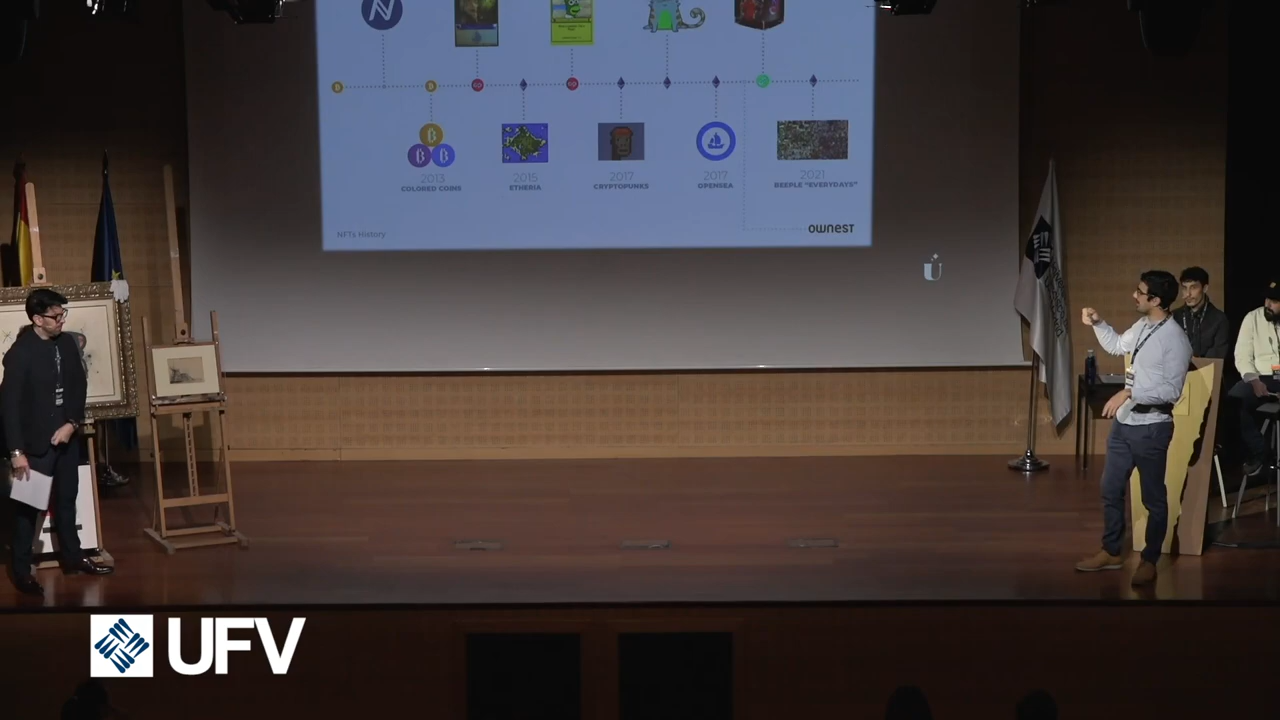 2013
COLORED COINS
2015
ETHERIA
2017
CRYPTOPUNKS
2017
OPENSEA
2021
BEEPLE "EVERYDAYS"
NFTs History
OWNEST
UFV